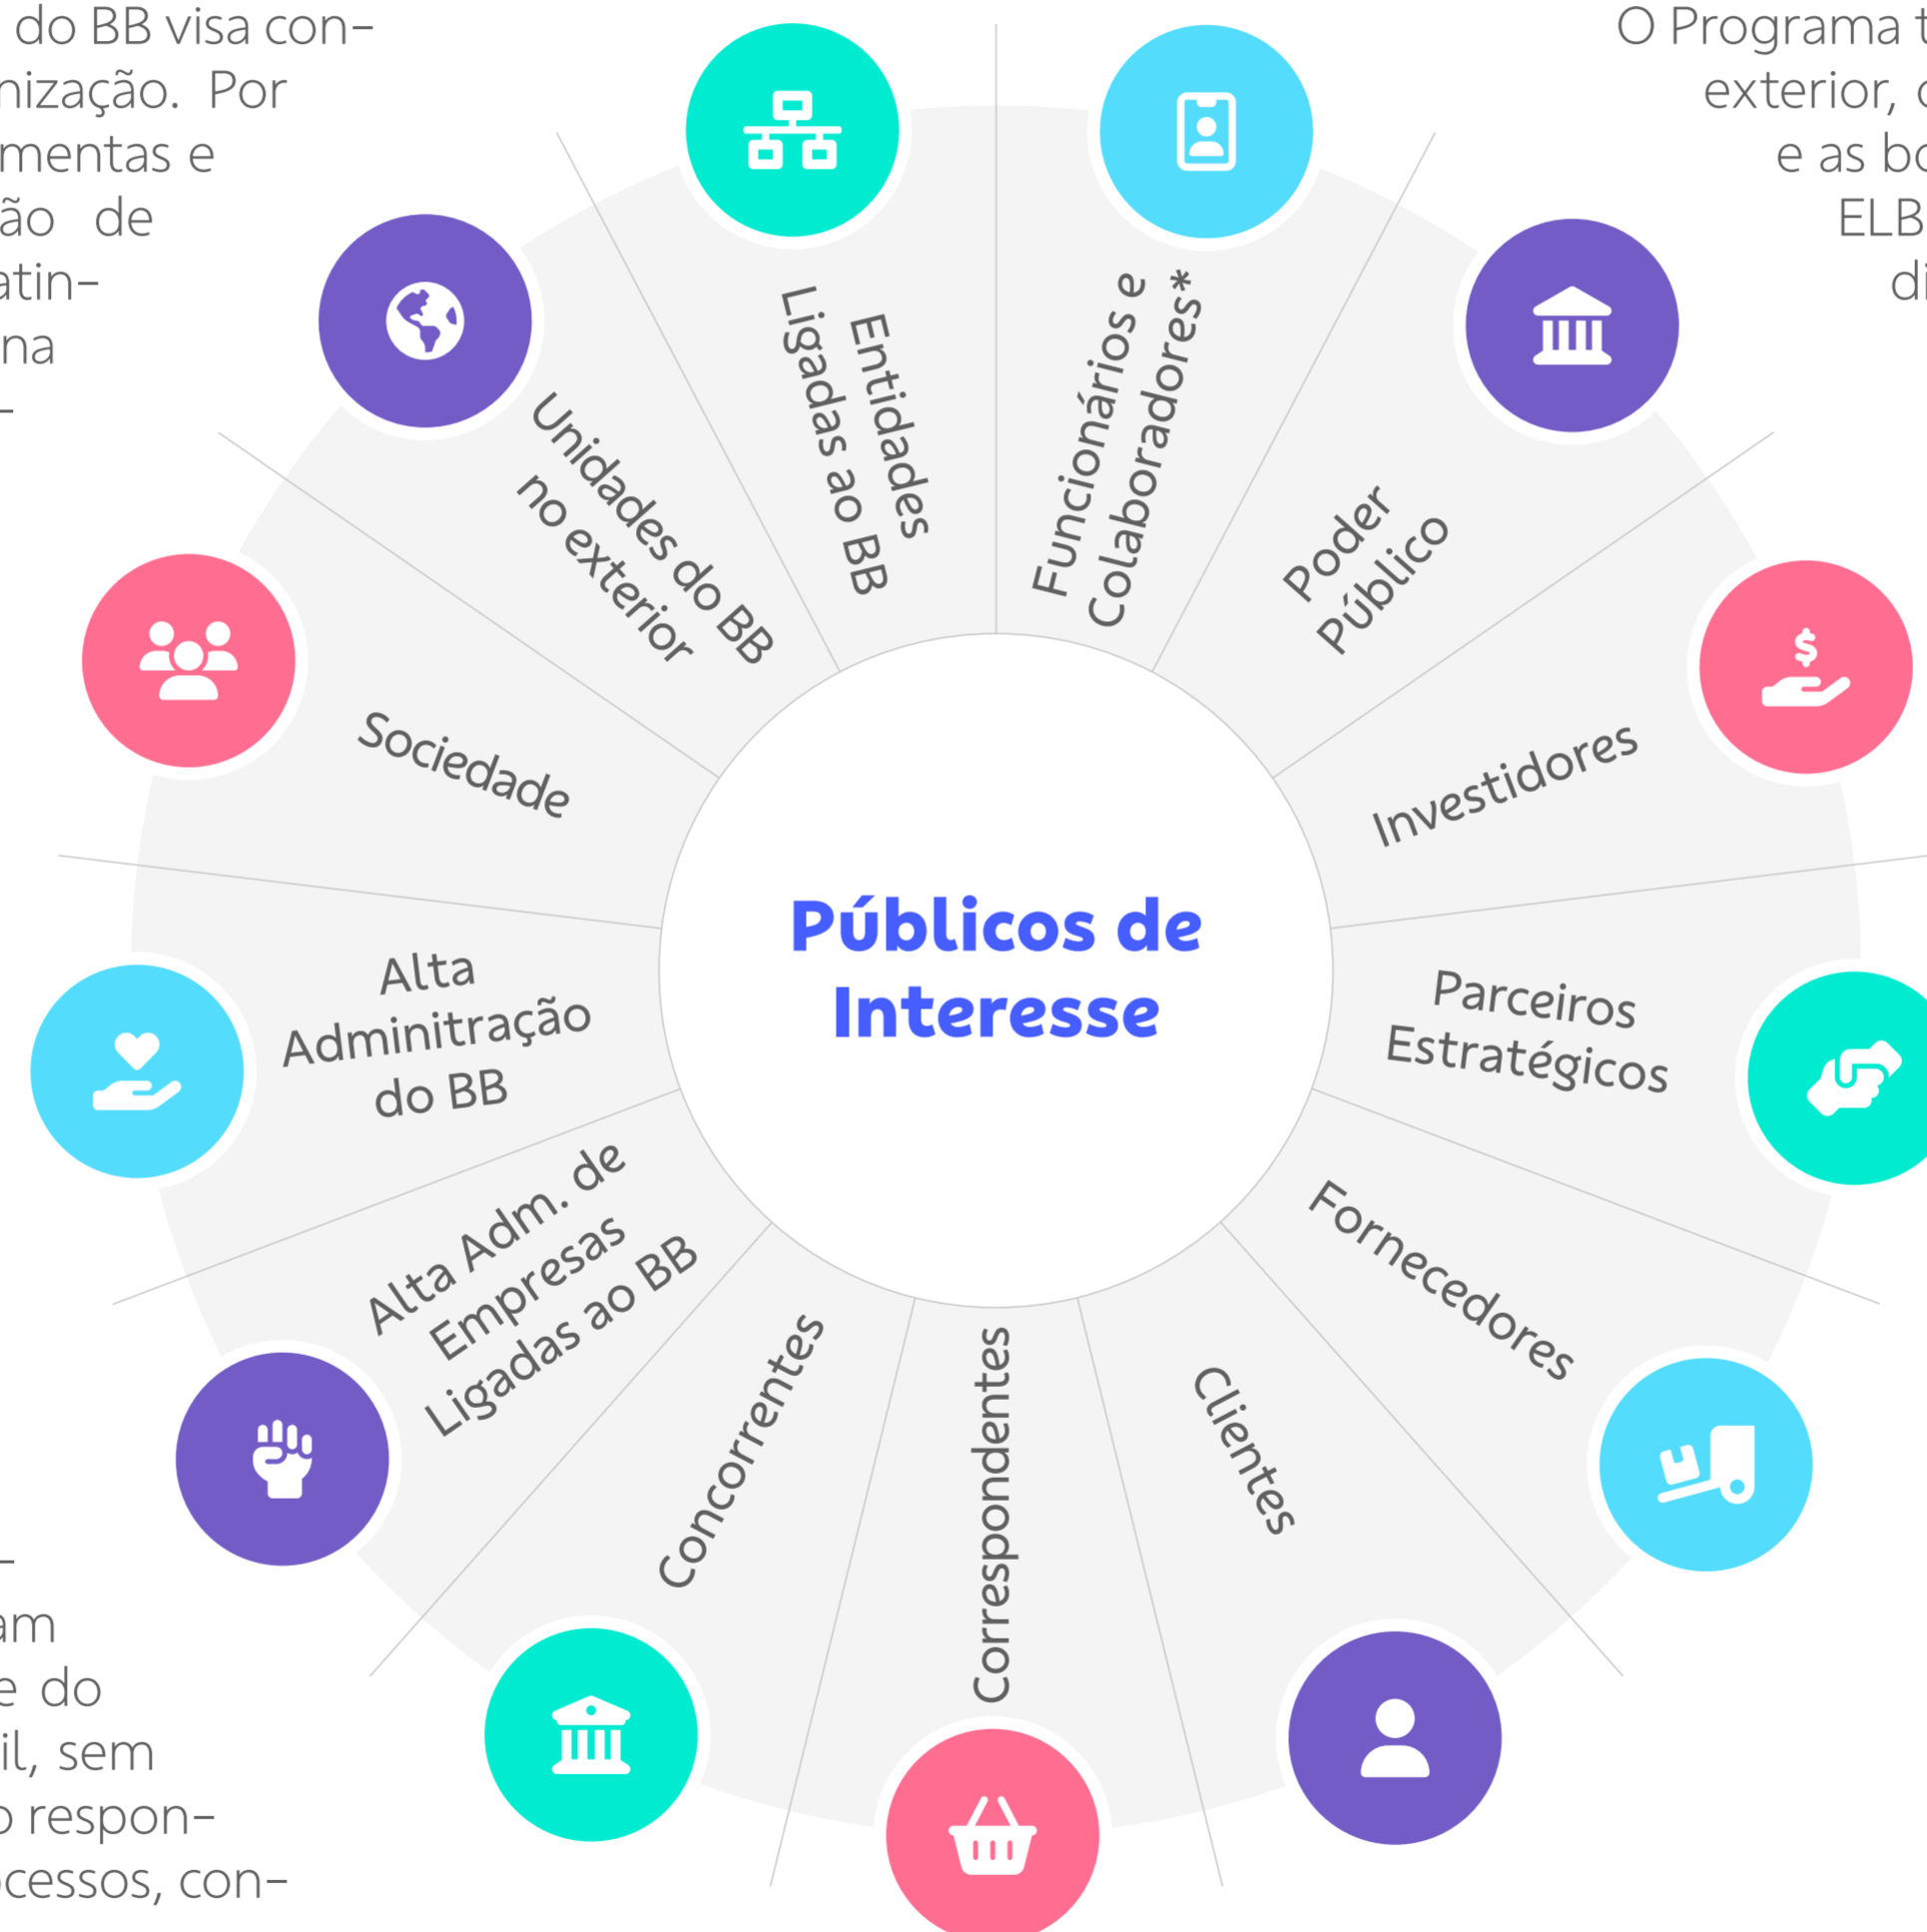 do BB visa con-
nização. Por
mentas e
ão de
atin-
na
-
O Programa
exterior,
e as
ELB
Públicos de
Interesse
Funcionários e
Colaboradores*
Poder
Público
Investidores
Parceiros
Estratégicos
Fornecedores
Clientes
Correspondentes
Concorrentes
Alta Adm. de
Empresas
Ligadas ao BB
Alta
Adminitração
do BB
Sociedade
Unidades do BB
no exterior
Entidades
Ligadas ao BB
-
am
e do
il, sem
o respon-
cessos, con-